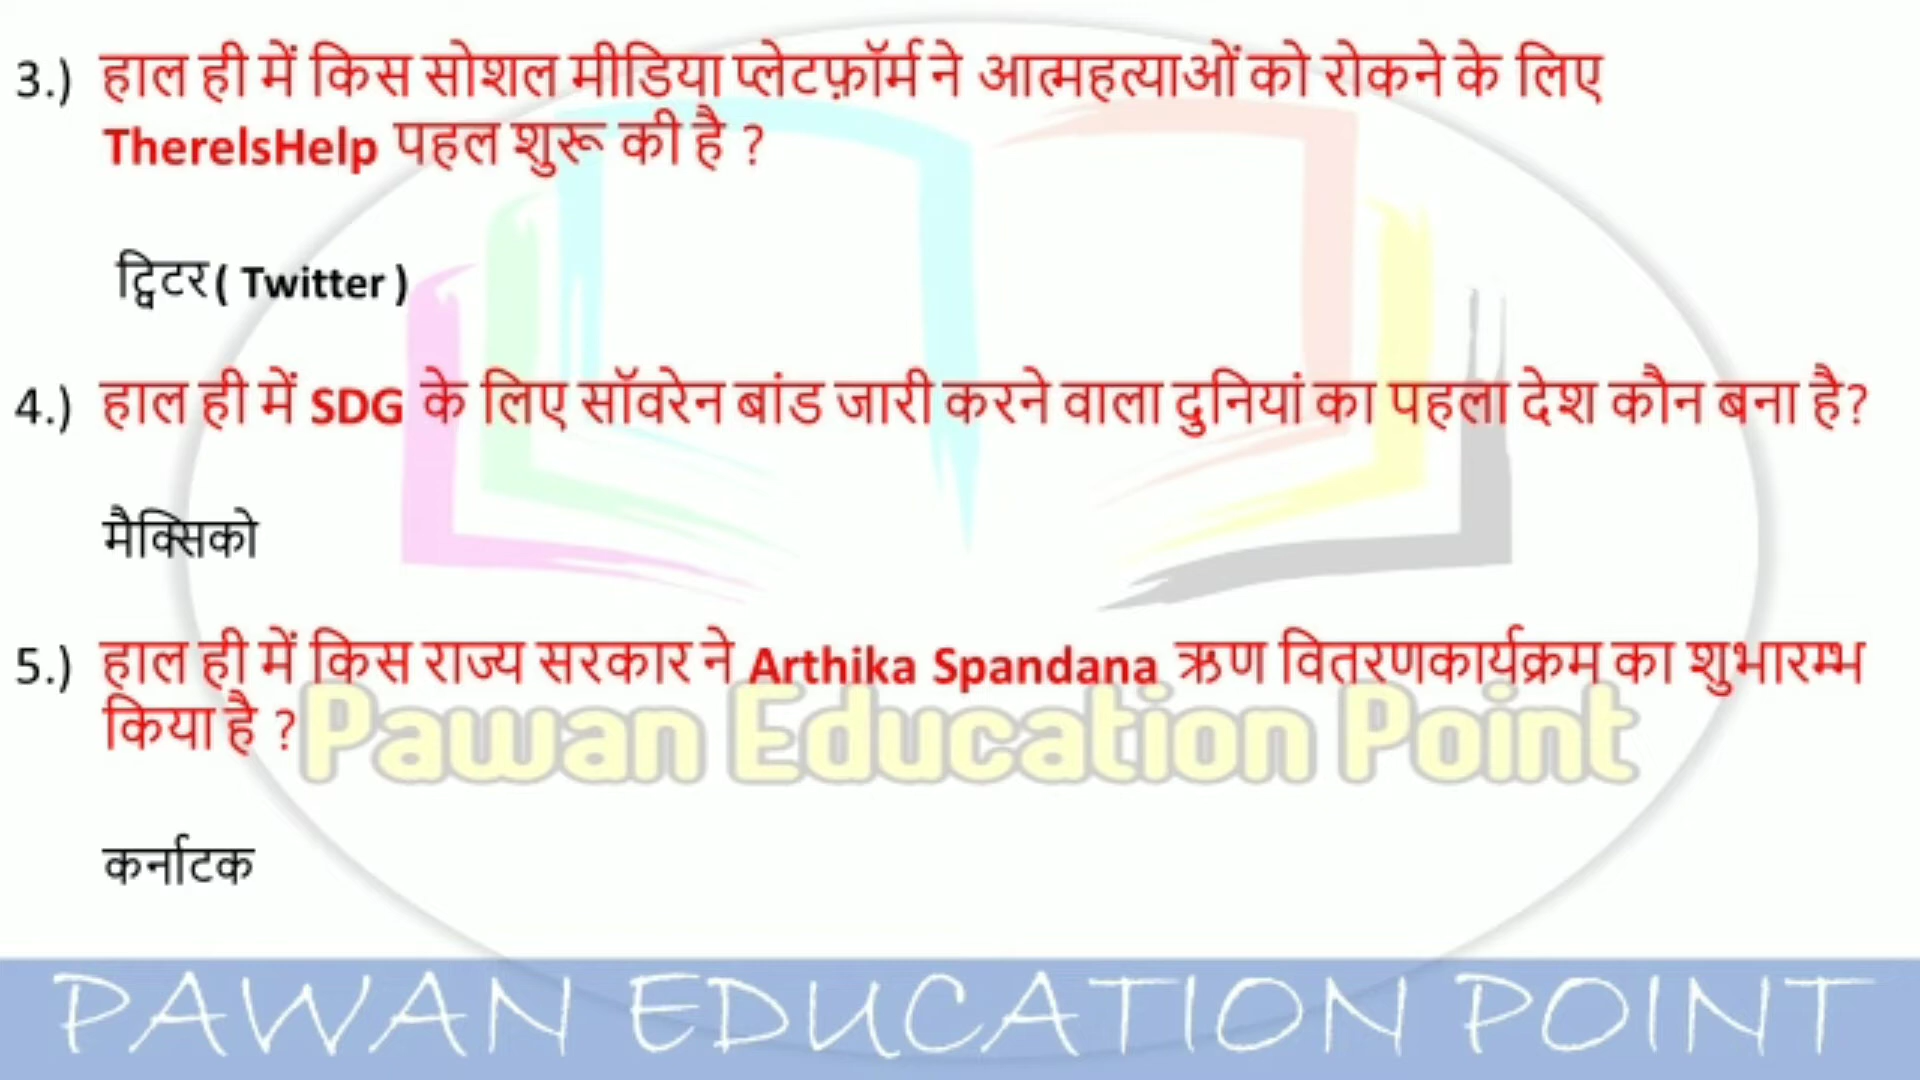 3.) हाल ही में किस सोशल मीडिया प्लेटफ़ॉर्म ने आत्महत्याओं को रोकने के लिए
ThereIsHelp पहल शुरू की है ?
ट्विटर ( Twitter )
4.) हाल ही में SDG के लिए सॉवरेन बांड जारी करने वाला दुनियां का पहला देश कौन बना है?
मैक्सिको
5.) हाल ही में किस राज्य सरकार ने Arthika Spandana ऋण वितरणकार्यक्रम का शुभारम्भ
किया है ?
Pawan Education Point
कर्नाटक
PAWAN EDUCATION POINT